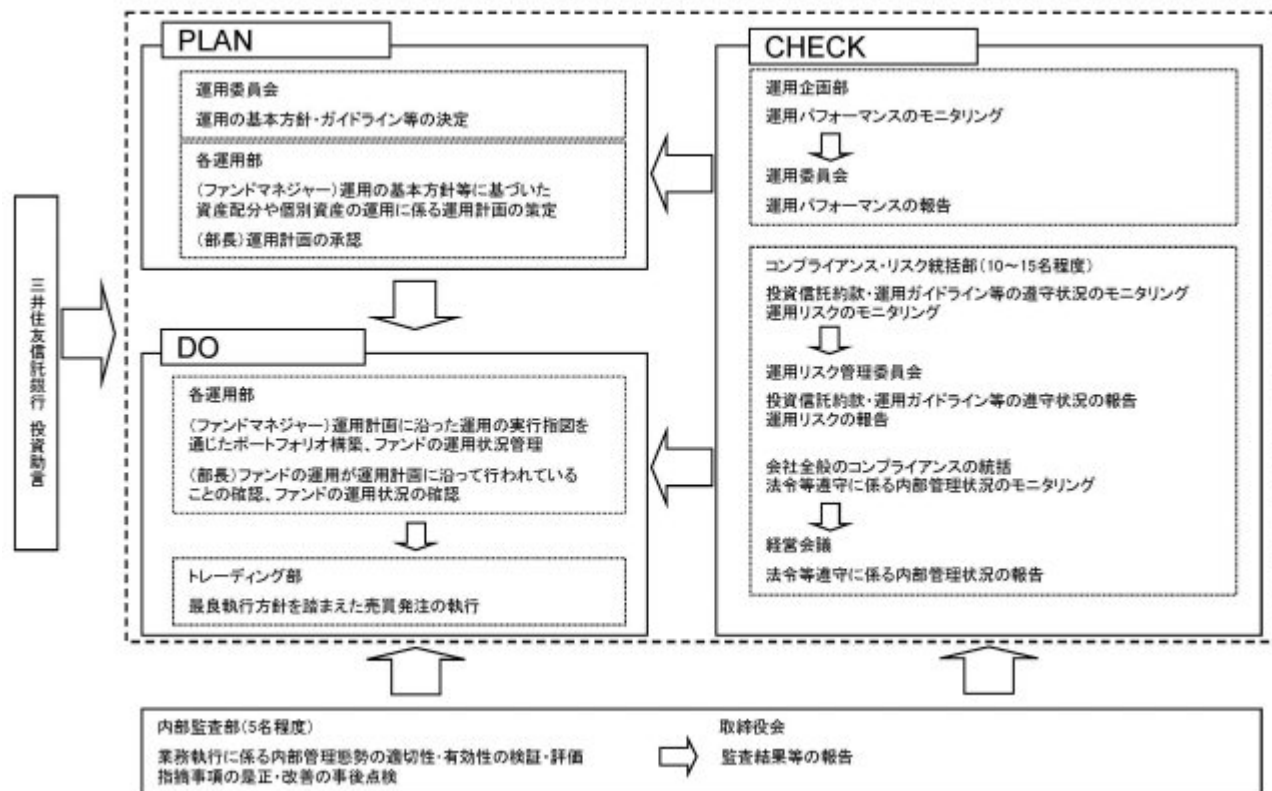 三井住友信託銀行 投資助言
PLAN
運用委員会
運用の基本方針・ガイドライン等の決定
各運用部
(ファンドマネジャー)運用の基本方針等に基づいた
資産配分や個別資産の運用に係る運用計画の策定
(部長)運用計画の承認
DO
各運用部
(ファンドマネジャー)運用計画に沿った運用の実行指図を
通じたポートフォリオ構築、ファンドの運用状況管理
(部長)ファンドの運用が運用計画に沿って行われている
ことの確認、ファンドの運用状況の確認
トレーディング部
最良執行方針を踏まえた売買発注の執行
CHECK
運用企画部
運用パフォーマンスのモニタリング
運用委員会
運用パフォーマンスの報告
コンプライアンス・リスク統括部(10～15名程度)
投資信託約款・運用ガイドライン等の遵守状況のモニタリング
運用リスクのモニタリング
運用リスク管理委員会
投資信託約款・運用ガイドライン等の遵守状況の報告
運用リスクの報告
会社全般のコンプライアンスの統括
法令等遵守に係る内部管理状況のモニタリング
経営会議
法令等遵守に係る内部管理状況の報告
内部監査部(5名程度)
業務執行に係る内部管理態勢の適切性・有効性の検証・評価
指摘事項の是正・改善の事後点検
取締役会
監査結果等の報告